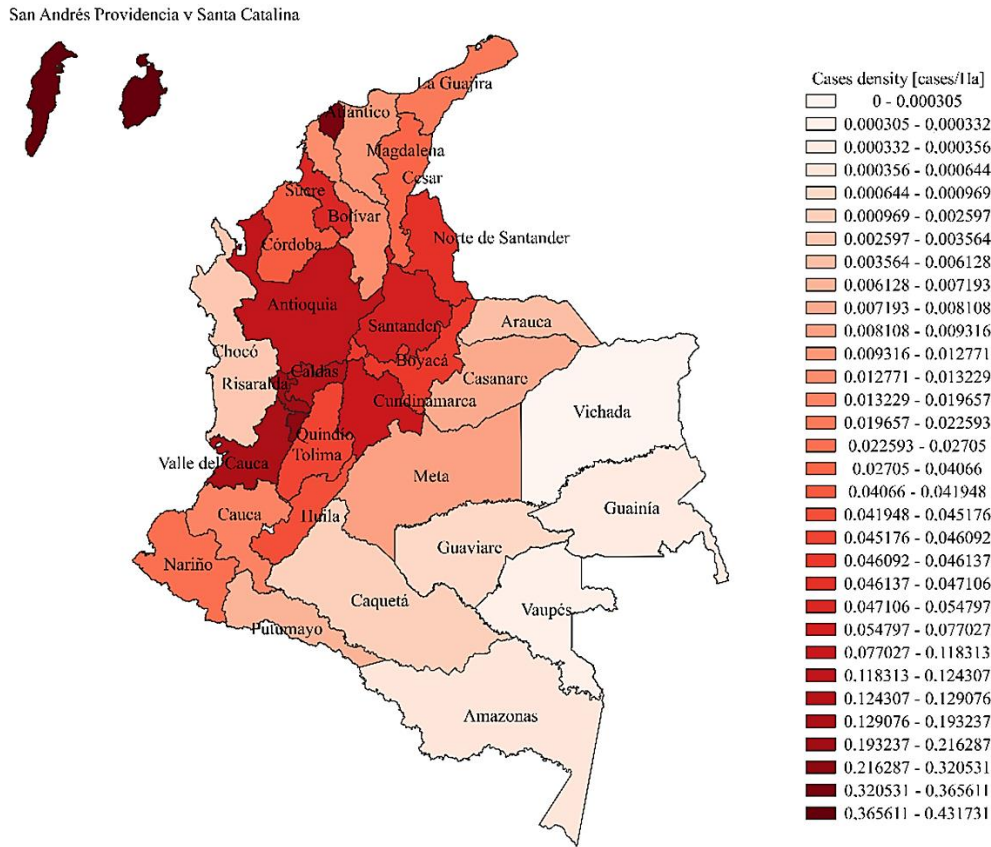 San Andrés Providencia v Santa Catalina
La Guajira
Atlántico
Magdalena
Cesar
Sucre
Bolívar
Córdoba
Norte de Santander
Antioquia
Santander
Arauca
Chocó
Boyacá
Risaralda
Caldas
Casanare
Cundinamarca
Vichada
Quindío
Tolima
Valle del Cauca
Meta
Cauca
Huila
Guainía
Guaviare
Nariño
Caquetá
Vaupés
Putumayo
Amazonas
Cases density [cases/Ha]
0 - 0.000305
0.000305 - 0.000332
0.000332 - 0.000356
0.000356 - 0.000644
0.000644 - 0.000969
0.000969 - 0.002597
0.002597 - 0.003564
0.003564 - 0.006128
0.006128 - 0.007193
0.007193 - 0.008108
0.008108 - 0.009316
0.009316 - 0.012771
0.012771 - 0.013229
0.013229 - 0.019657
0.019657 - 0.022593
0.022593 - 0.02705
0.02705 - 0.04066
0.04066 - 0.041948
0.041948 - 0.045176
0.045176 - 0.046092
0.046092 - 0.046137
0.046137 - 0.047106
0.047106 - 0.054797
0.054797 - 0.077027
0.077027 - 0.118313
0.118313 - 0.124307
0.124307 - 0.129076
0.129076 - 0.193237
0.193237 - 0.216287
0.216287 - 0.320531
0.320531 - 0.365611
0.365611 - 0.431731